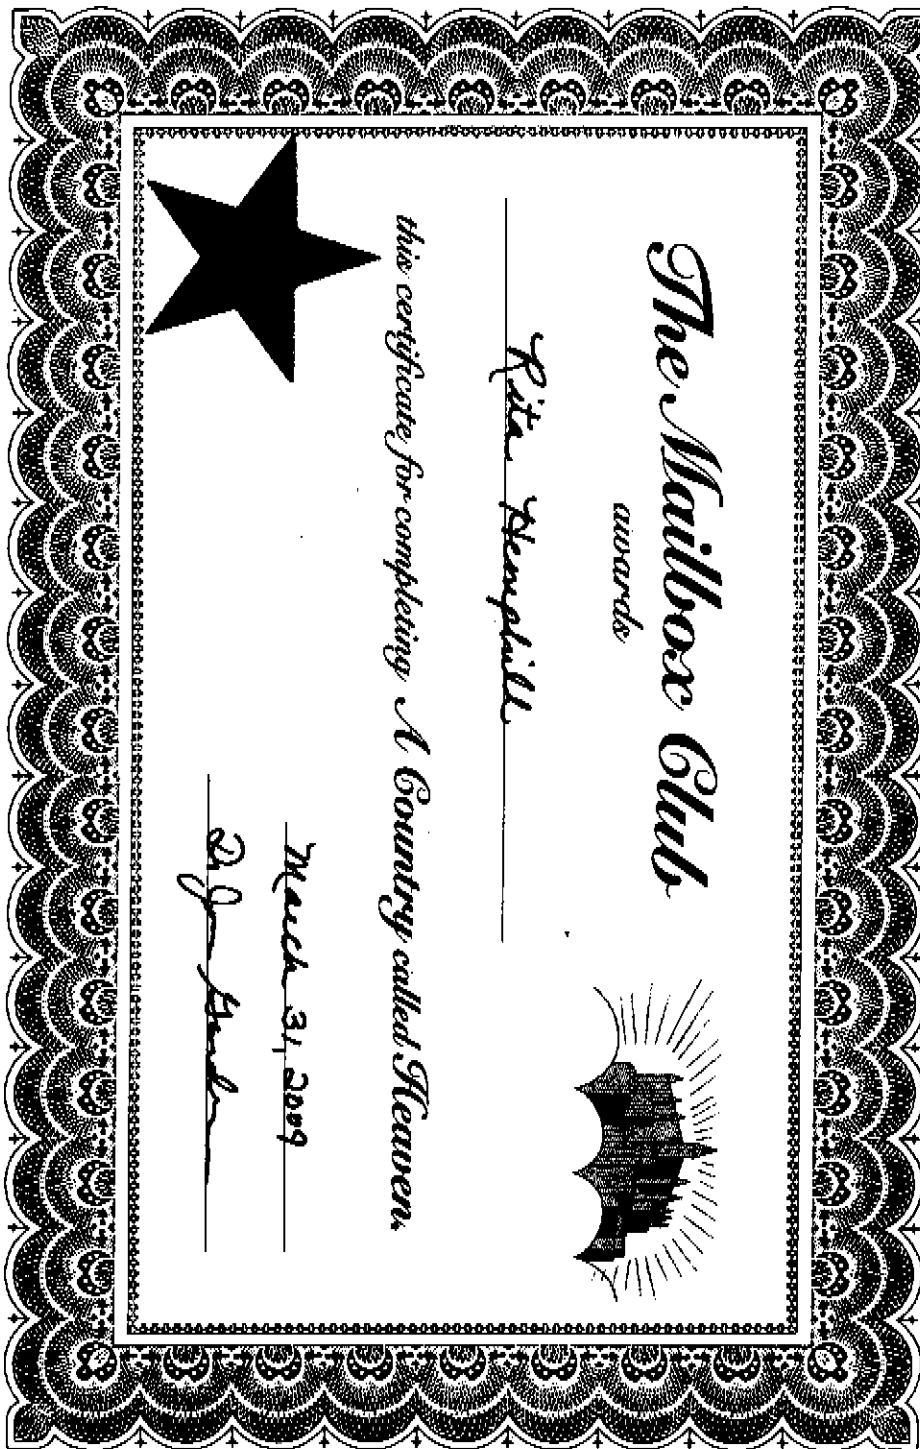 The Mailbox Club
awards
Rita Hemphill
this certificate for completing A Country called Heaven.
March 31, 2009